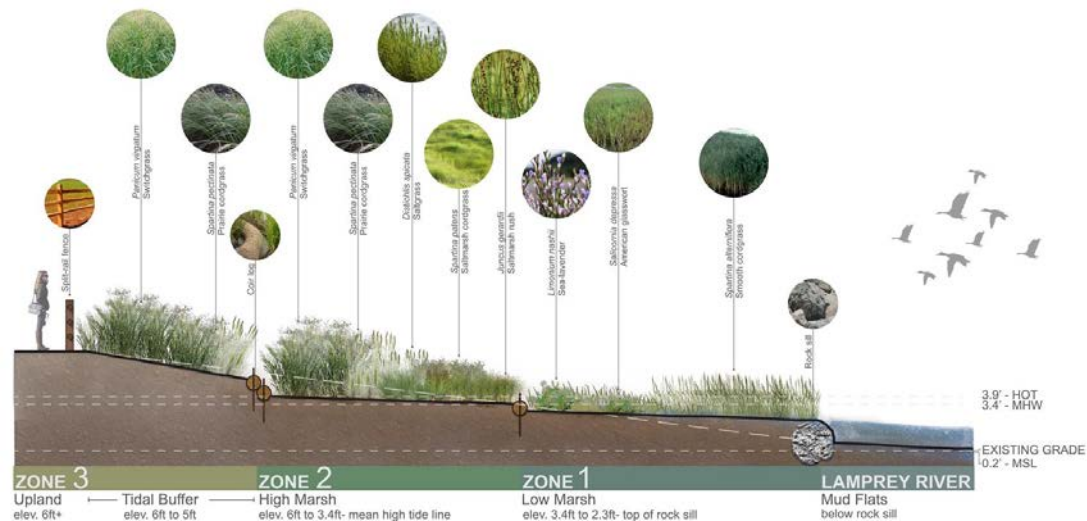 Split-rail fence
Panicum virgatum
Switchgrass
Spartina pectinata
Prairie cordgrass
Coir log
Panicum virgatum
Switchgrass
Spartina pectinata
Prairie cordgrass
Distichlis spicata
Saltgrass
Spartina patens
Saltmarsh cordgrass
Juncus gerardii
Saltmarsh rush
Limonium nashii
Sea-lavender
Salicornia depressa
American glasswort
Spartina alterniflora
Smooth cordgrass
Rock sill
3.9' - HOT
3.4' - MHW
EXISTING GRADE
0.2' - MSL
ZONE 3
ZONE 2
ZONE 1
LAMPREY RIVER
Upland
elev. 6ft+
Tidal Buffer
elev. 6ft to 5ft
High Marsh
elev. 6ft to 3.4ft- mean high tide line
Low Marsh
elev. 3.4ft to 2.3ft- top of rock sill
Mud Flats
below rock sill